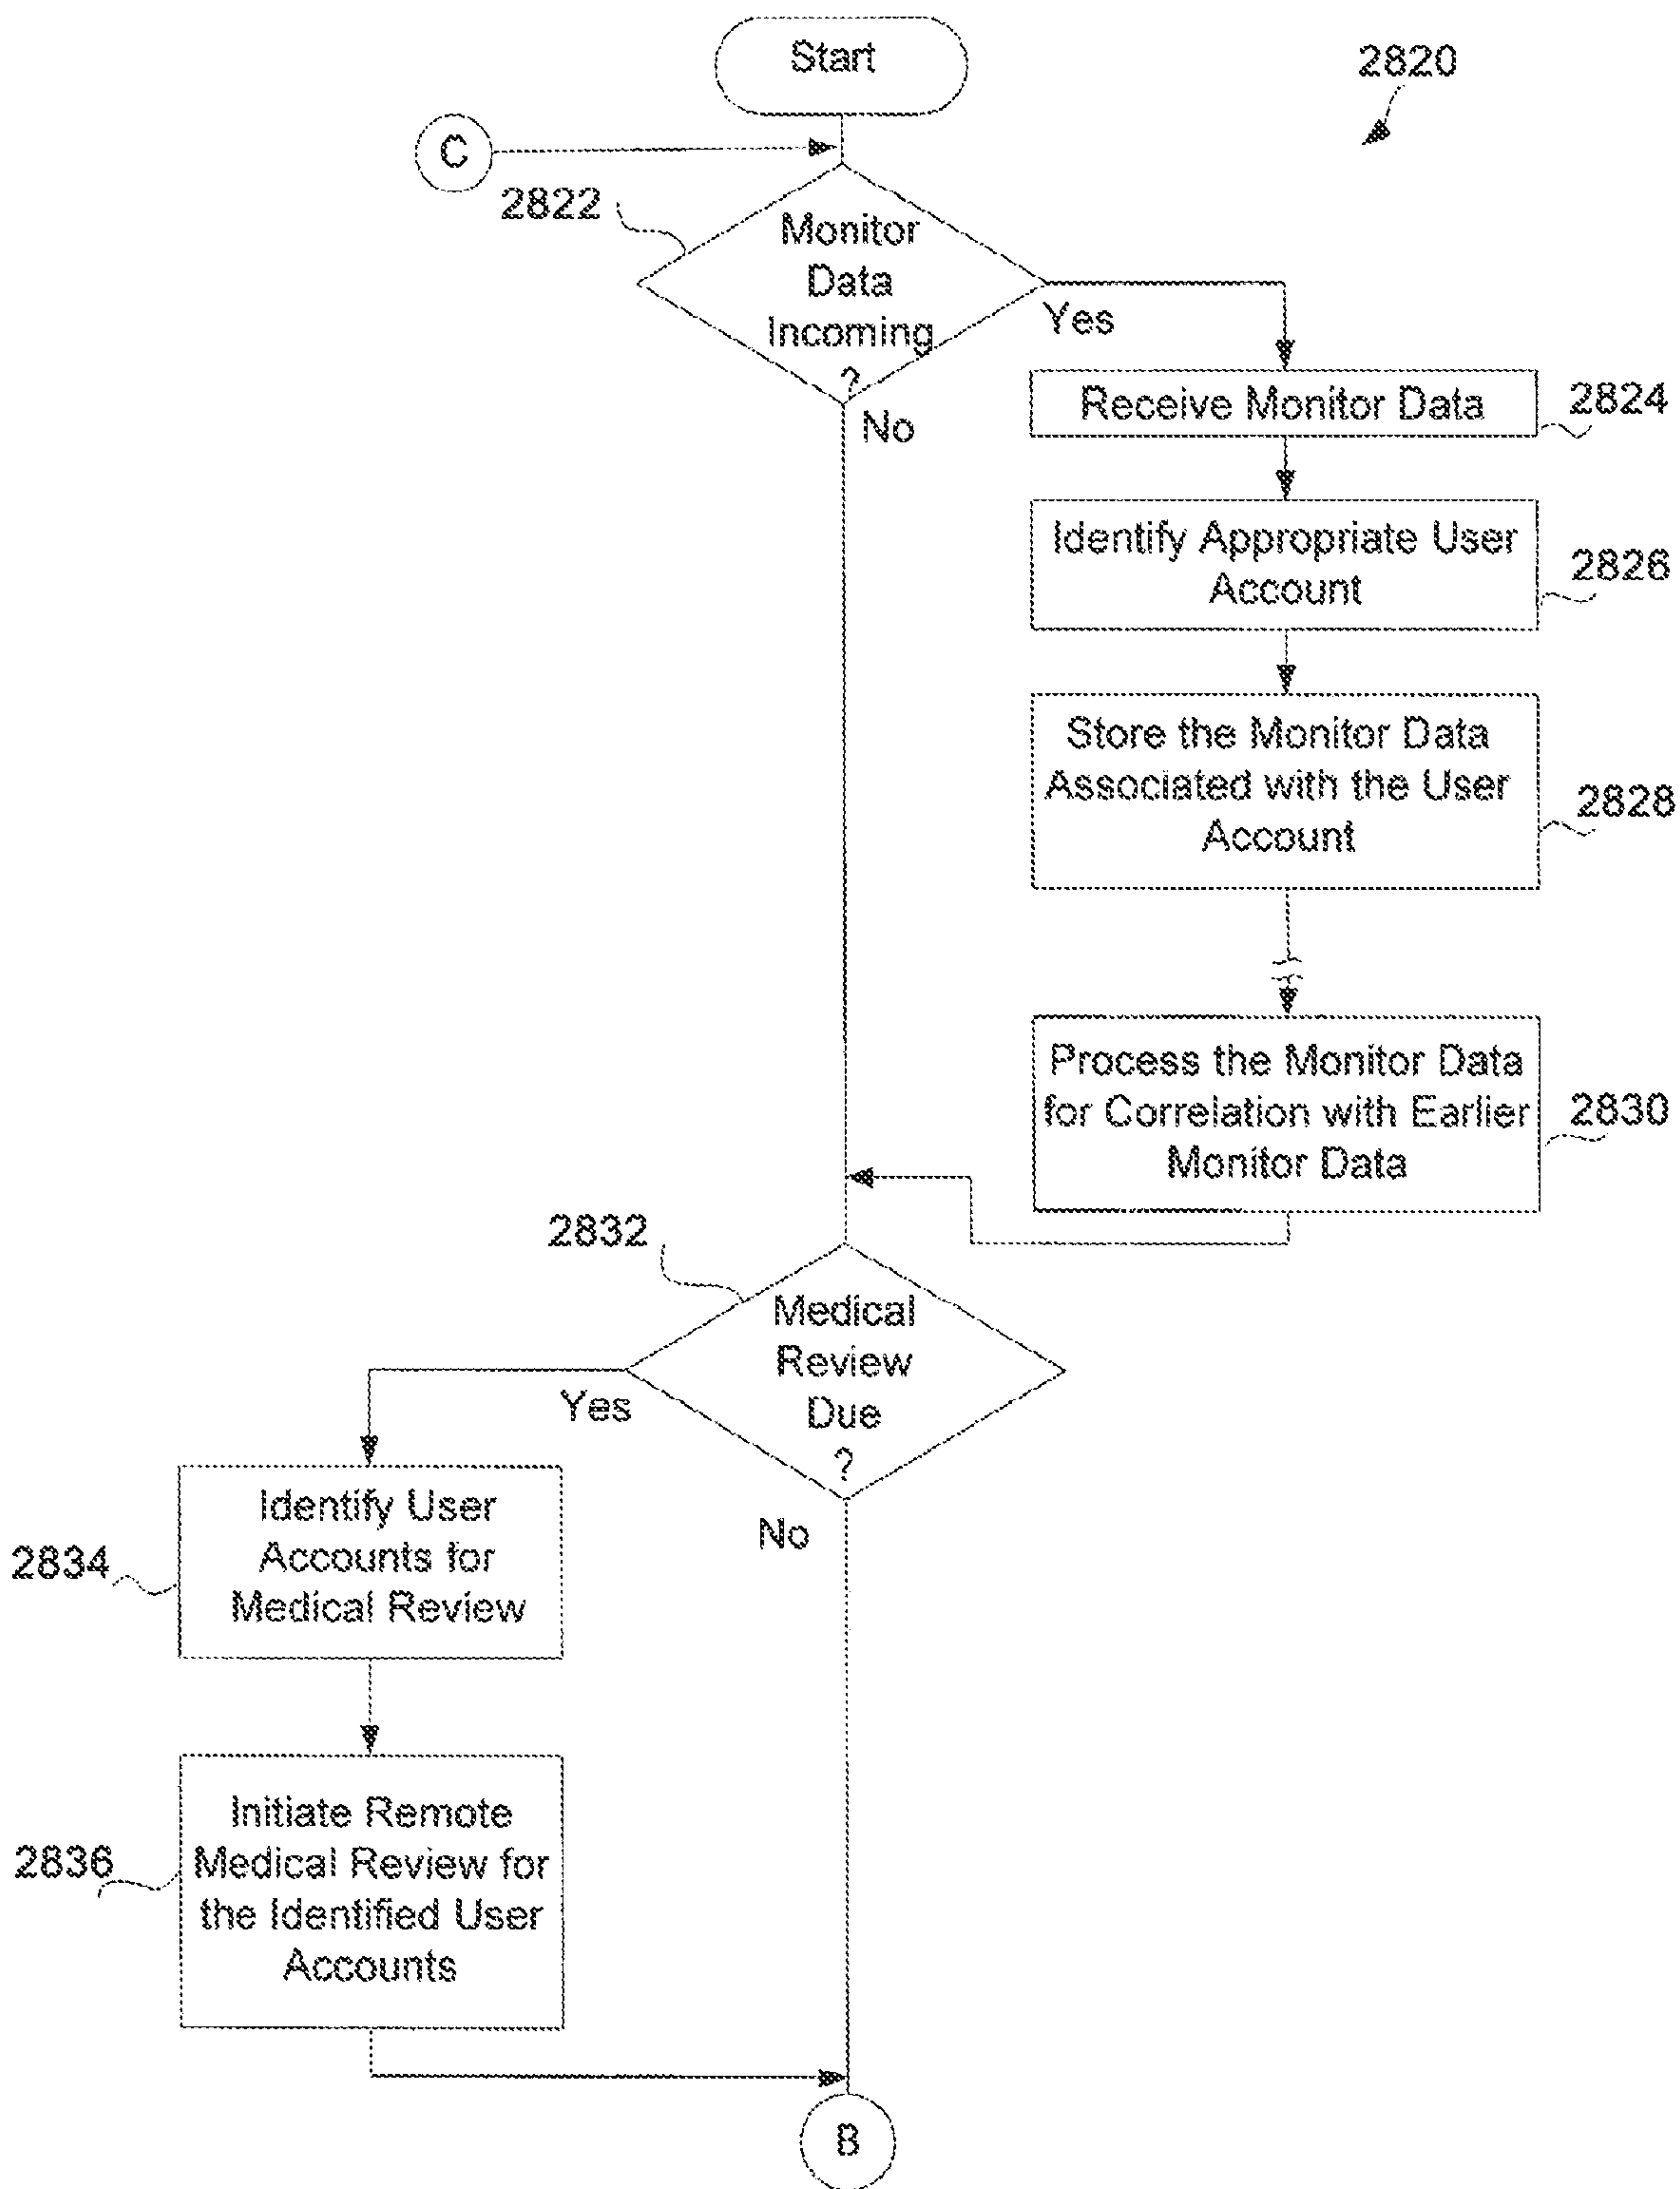 Start
2820
C
2822
Monitor
Data
Incoming
?
Yes
No
Receive Monitor Data
2824
Identify Appropriate User
Account
2826
Store the Monitor Data
Associated with the User
Account
2828
Process the Monitor Data
for Correlation with Earlier
Monitor Data
2830
2832
Medical
Review
Due
?
Yes
No
Identify User
Accounts for
Medical Review
2834
Initiate Remote
Medical Review for
the Identified User
Accounts
2836
B